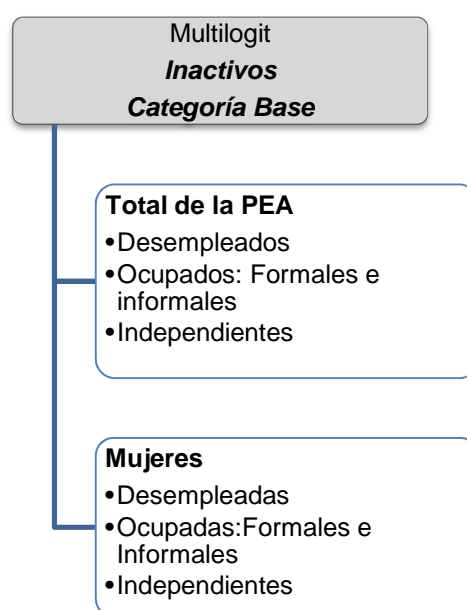 Multilogit
Inactivos
Categoría Base
Total de la PEA
•Desempleados
•Ocupados: Formales e
informales
•Independientes
Mujeres
•Desempleadas
•Ocupadas:Formales e
Informales
•Independientes